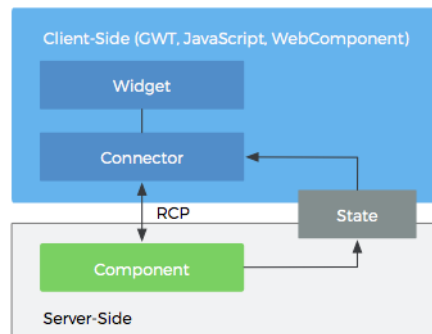 Client-Side (GWT, JavaScript, WebComponent)
Widget
Connector
RCP
State
Component
Server-Side